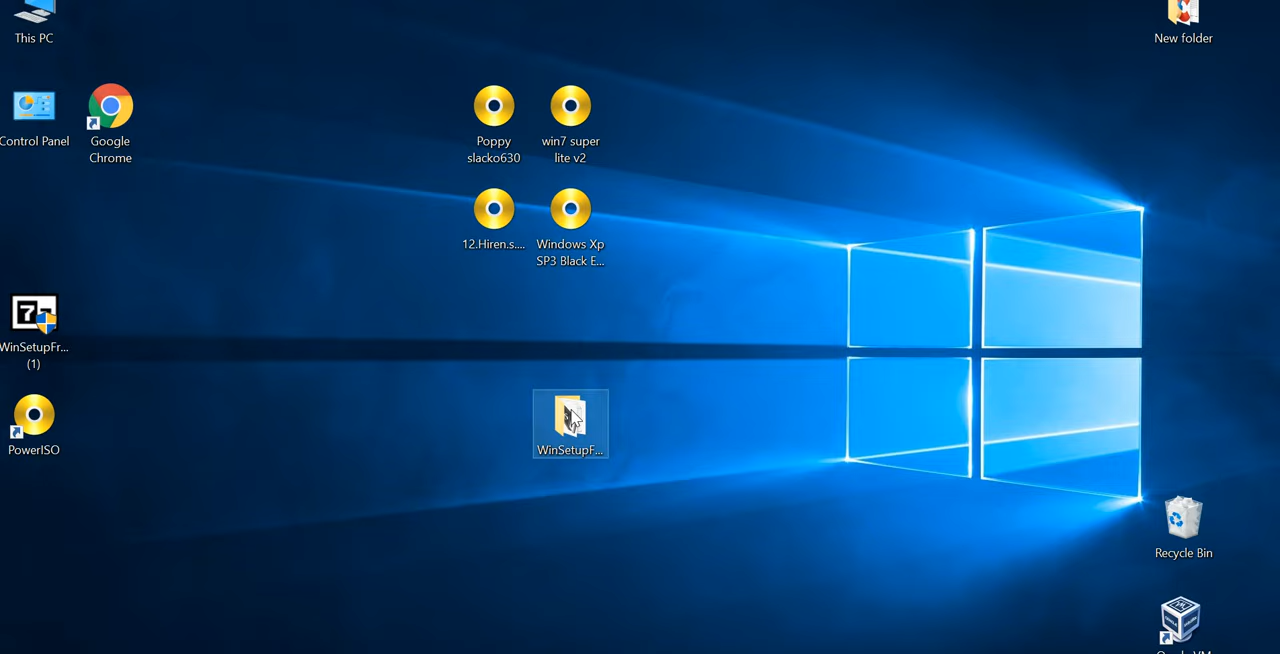 This PC
New folder
Control Panel
Google
Chrome
Poppy
slacko630
win7 super
lite v2
12.Hiren.s....
Windows Xp
SP3 Black E...
7
WinSetupFr...
(1)
PowerISO
WinSetupF...
Recycle Bin